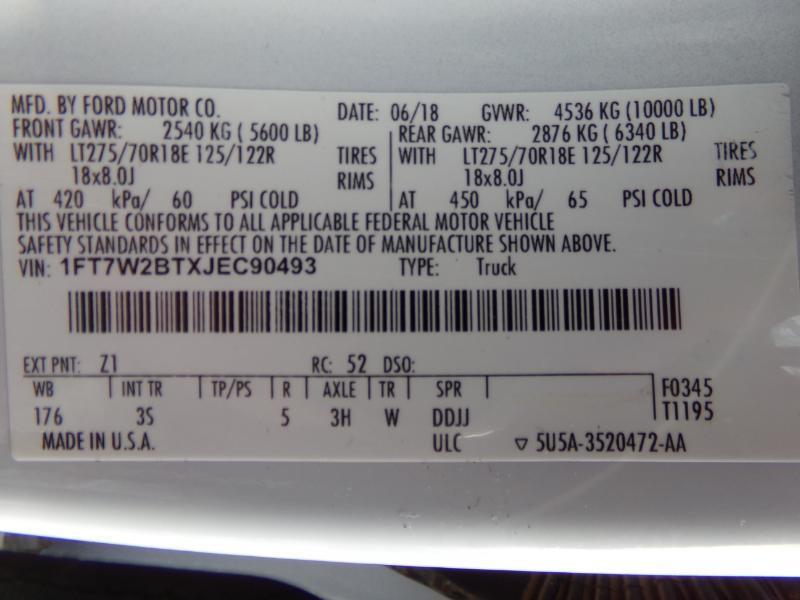 MFD. BY FORD MOTOR CO. DATE: 06/18 GVWR: 4536 KG (10000 LB)
FRONT GAWR: 2540 KG (5600 LB) REAR GAWR: 2876 KG (6340 LB)
WITH LT275/70R18E 125/122R TIRES WITH LT275/70R18E 125/122R TIRES
18x8.0J RIMS 18x8.0J RIMS
AT 420 kPa/ 60 PSI COLD AT 450 kPa/ 65 PSI COLD
THIS VEHICLE CONFORMS TO ALL APPLICABLE FEDERAL MOTOR VEHICLE
SAFETY STANDARDS IN EFFECT ON THE DATE OF MANUFACTURE SHOWN ABOVE.
VIN: 1FT7W2BTXJEC90493 TYPE: Truck
EXT PNT: Z1 RC: 52 DSO:
WB INT TR TP/PS R AXLE TR SPR F0345
176 3S 5 3H W DDJJ T1195
MADE IN U.S.A. ULC ▽ 5U5A-3520472-AA